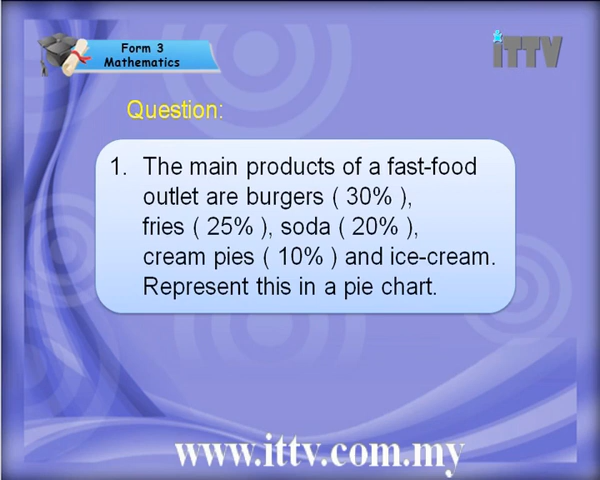 Form 3
Mathematics
iTTV
Question:
1. The main products of a fast-food
outlet are burgers ( 30% ),
fries ( 25% ), soda ( 20% ),
cream pies ( 10% ) and ice-cream.
Represent this in a pie chart.
www.ittv.com.my